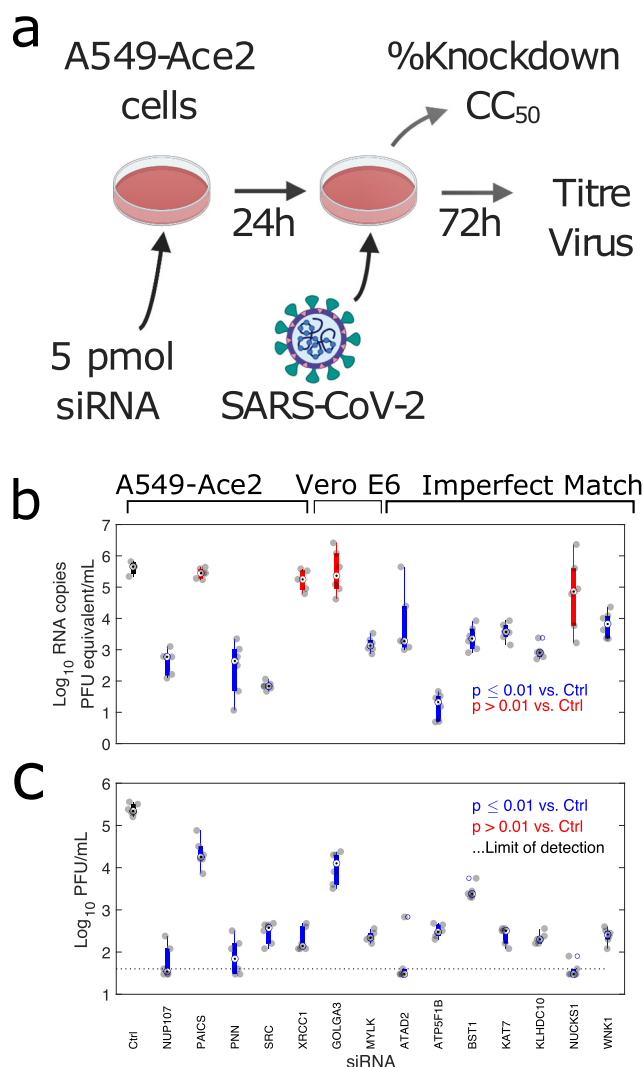 a
A549-Ace2
cells
%Knockdown
CC50
24h
72h
Titre
Virus
5 pmol
siRNA
SARS-CoV-2
A549-Ace2
Vero E6
Imperfect Match
b
7
6
5
4
3
2
1
0
Log10 RNA copies
PFU equivalent/mL
p ≤ 0.01 vs. Ctrl
p > 0.01 vs. Ctrl
c
6
5
4
3
2
1
Log10 PFU/mL
p ≤ 0.01 vs. Ctrl
p > 0.01 vs. Ctrl
...Limit of detection
Ctrl
NUP107
PAICS
PNN
SRC
XRCC1
GOLGA3
MYLK
ATAD2
ATP5F1B
BST1
KAT7
KLHDC10
NUCKS1
WNK1
siRNA